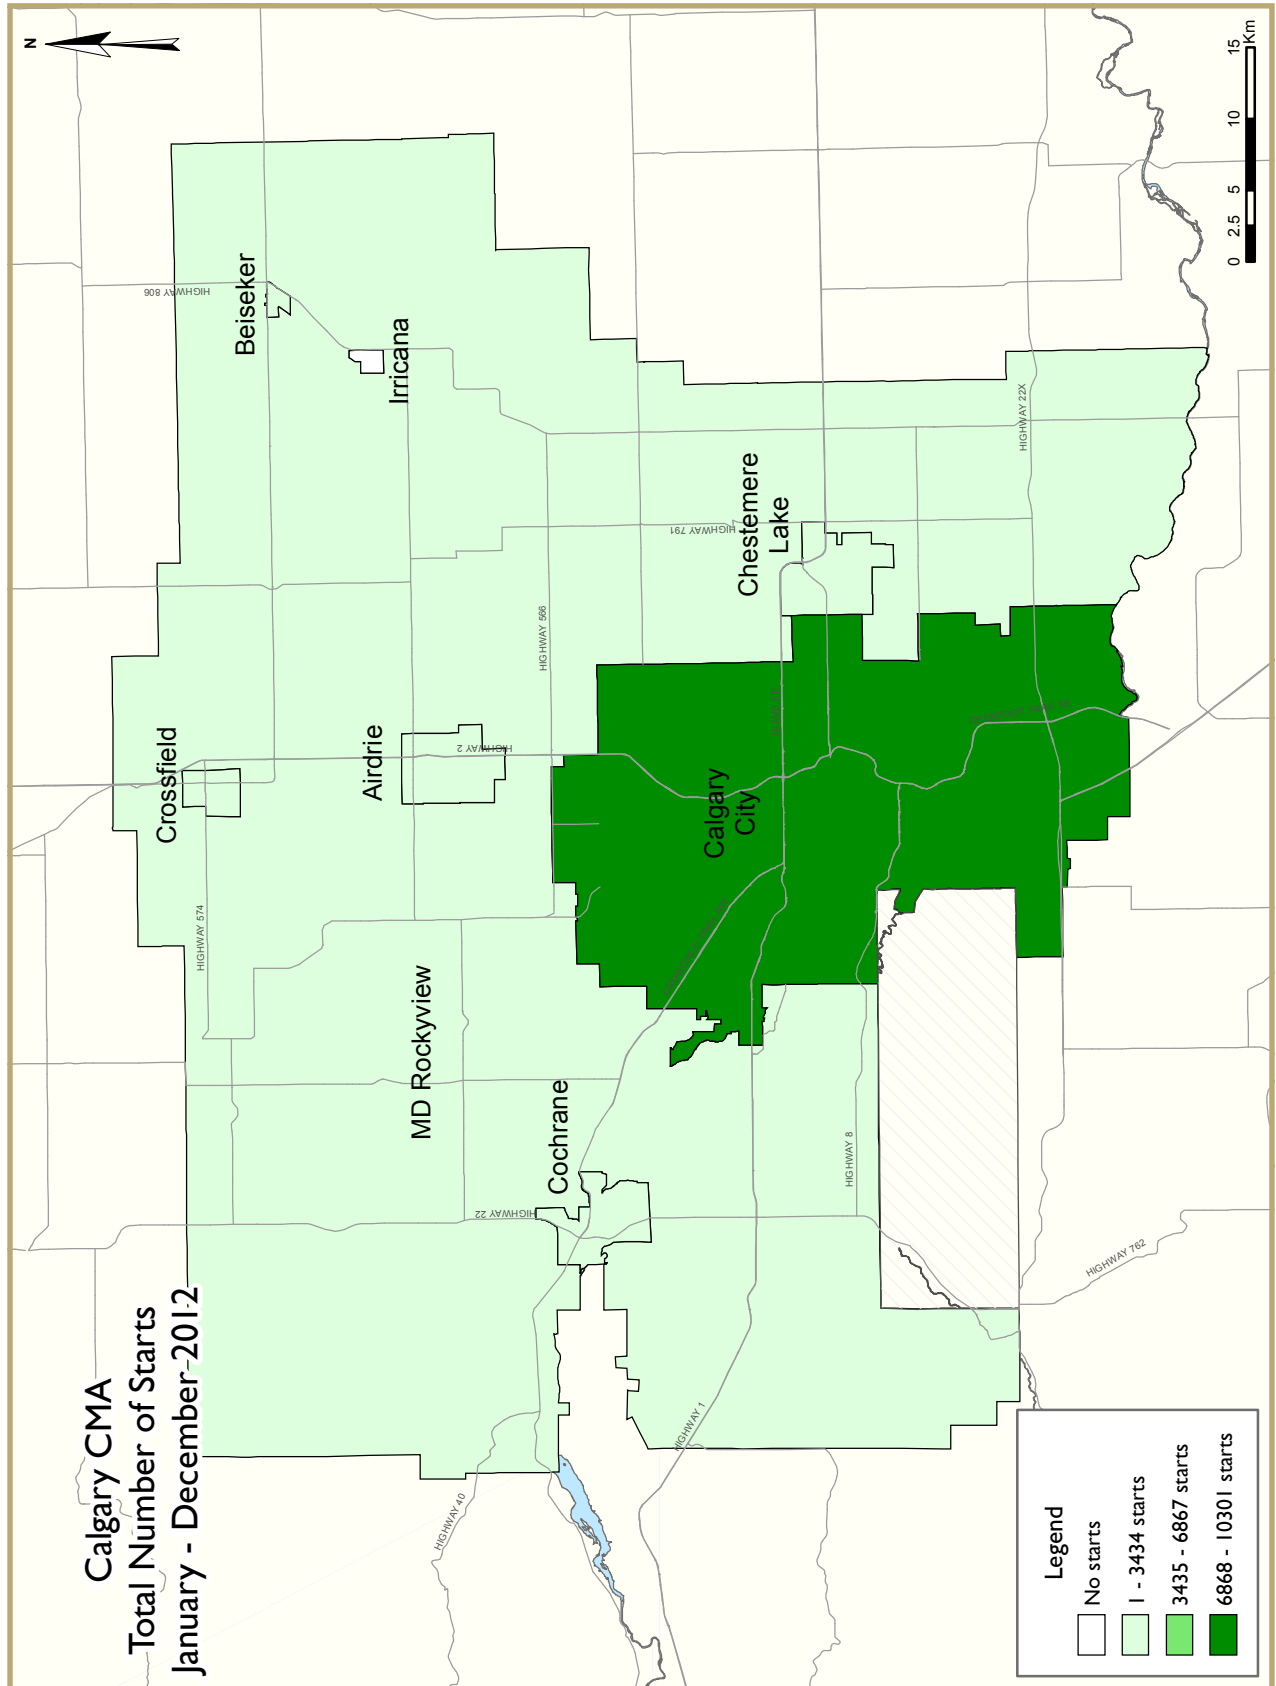 Calgary CMA
Total Number of Starts
January - December 2012
N
Beiseker
HIGHWAY 806
Irricana
Crossfield
Airdrie
HIGHWAY 2
HIGHWAY 566
HIGHWAY 574
HIGHWAY 791
Chestemere
Lake
HIGHWAY 22X
Calgary
City
MD Rockyview
Cochrane
HIGHWAY 22
HIGHWAY 8
HIGHWAY 762
HIGHWAY 1
HIGHWAY 40
Legend
No starts
1 - 3434 starts
3435 - 6867 starts
6868 - 10301 starts
0 2.5 5 10 15
Km